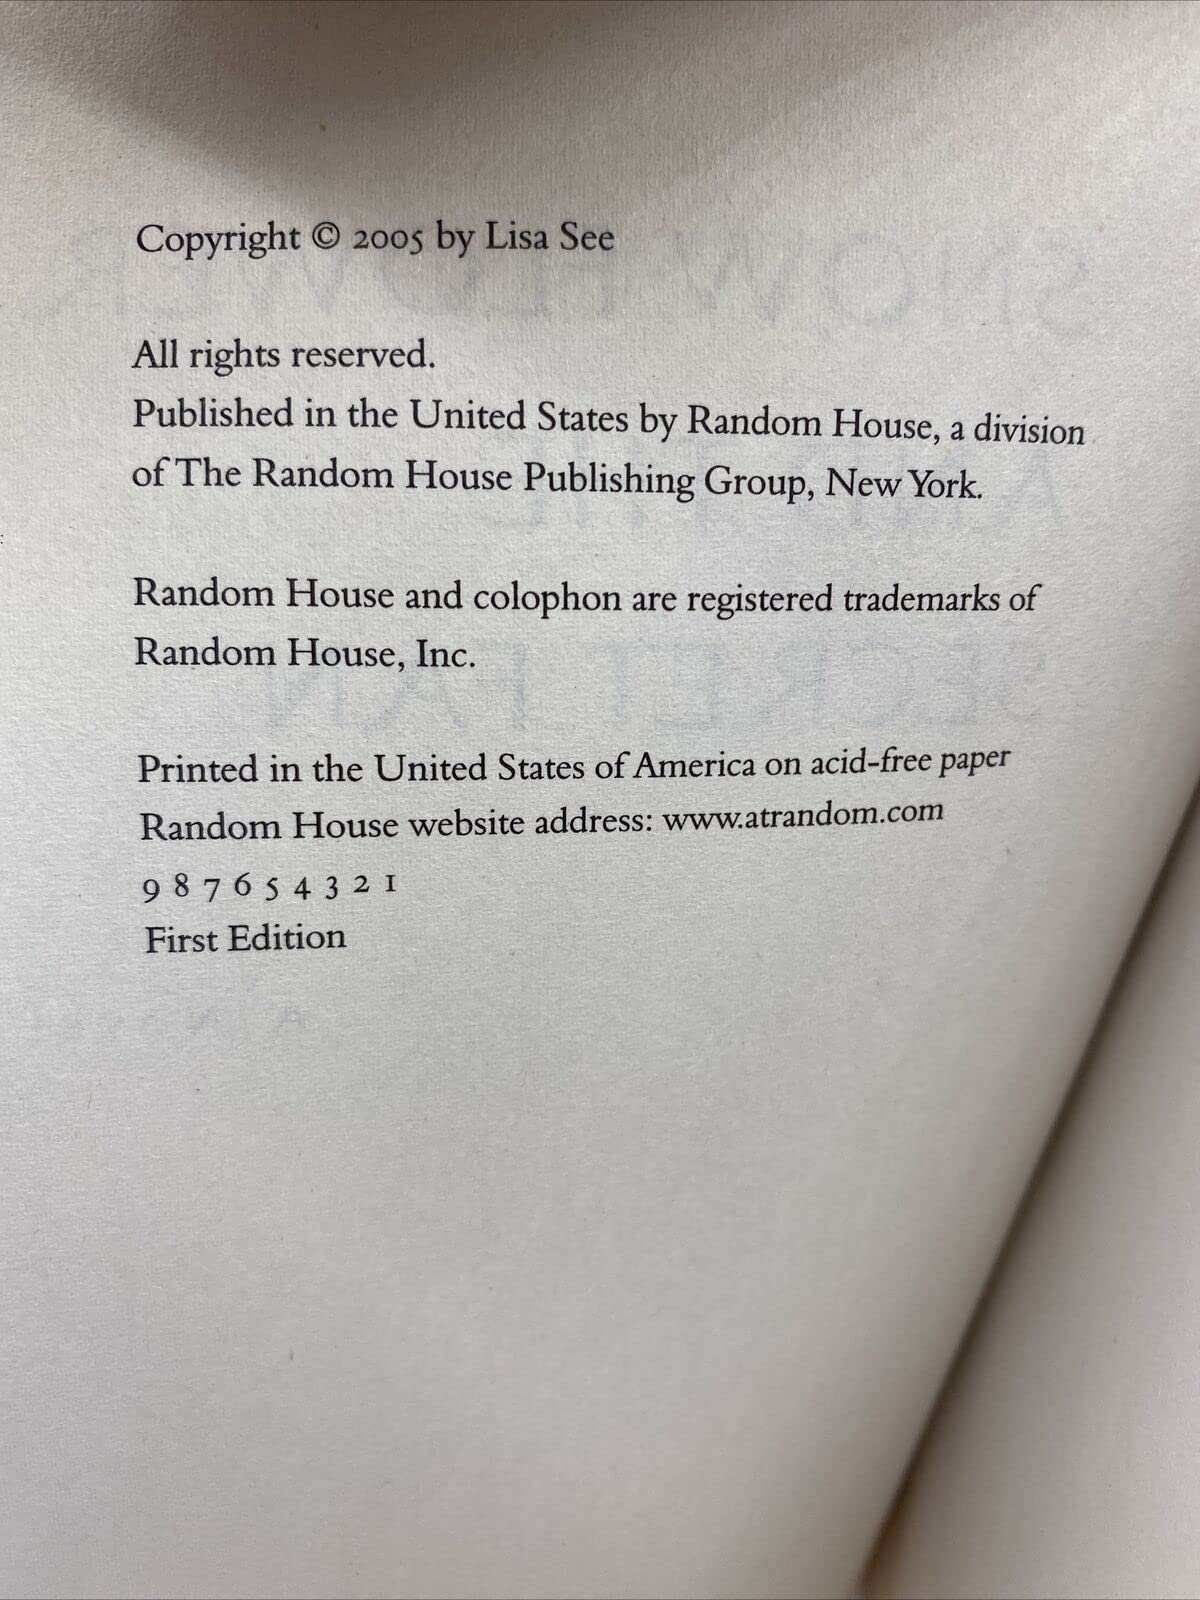 Copyright © 2005 by Lisa See
All rights reserved.
Published in the United States by Random House, a division
of The Random House Publishing Group, New York.
Random House and colophon are registered trademarks of
Random House, Inc.
Printed in the United States of America on acid-free paper
Random House website address: www.atrandom.com
9 8 7 6 5 4 3 2 1
First Edition